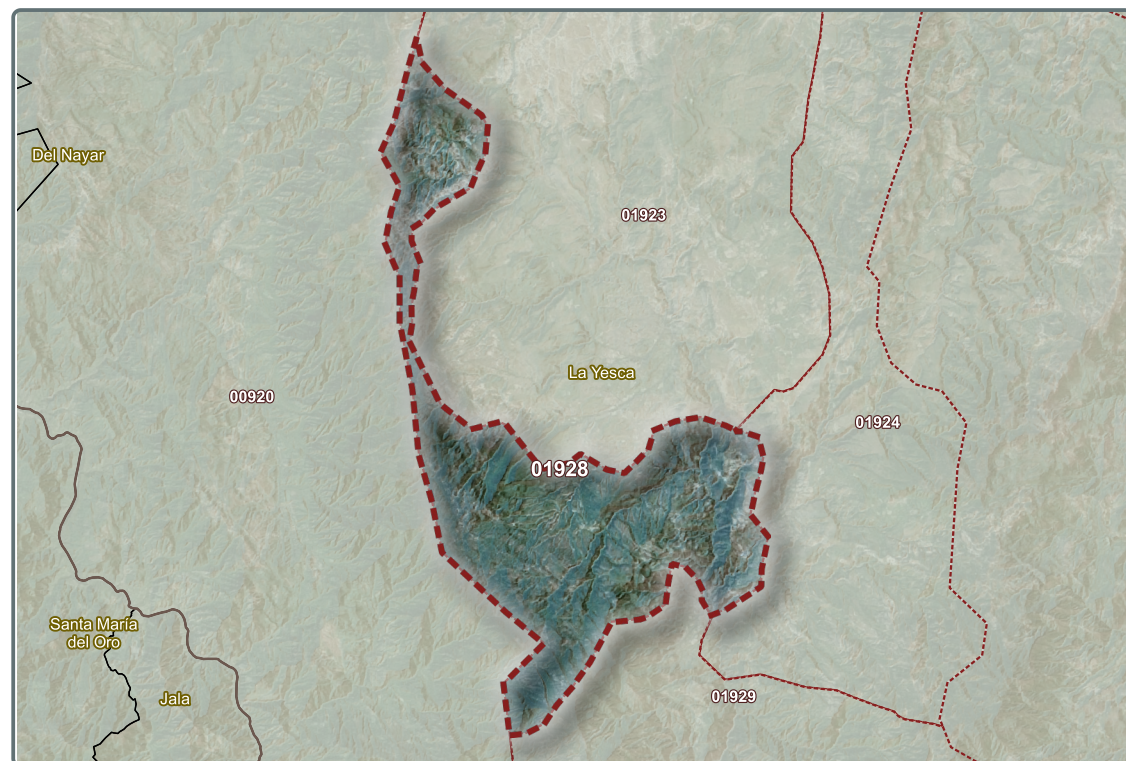 Del Nayar
01923
La Yesca
00920
01924
01928
Santa María
del Oro
Jala
01929